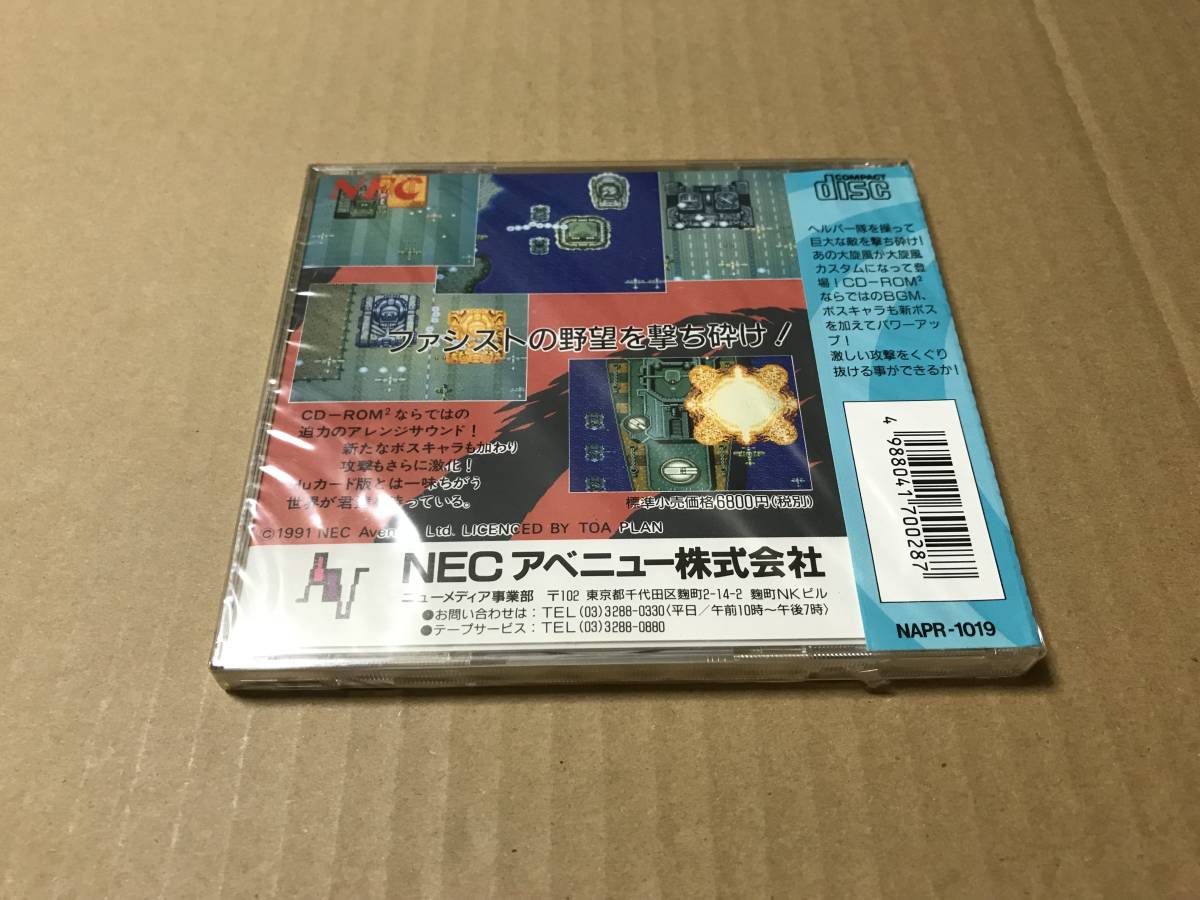 NEC
ファシストの野望を撃ち砕け!
CD-ROM²ならではの
迫力のアレンジサウンド!
新たなボスキャラも加わり
攻撃もさらに激化!
Huカード版とは一味ちがう
世界が君を待っている。
標準小売価格6800円(税別)
©1991 NEC Avenue, Ltd. LICENCED BY TOA PLAN
NECアベニュー株式会社
ニューメディア事業部 〒102 東京都千代田区麹町2-14-2 麹町NKビル
●お問い合わせは:TEL(03)3288-0330〈平日/午前10時〜午後7時〉
●テープサービス:TEL(03)3288-0880
COMPACT
disc
ヘルパー隊を操って
巨大な敵を撃ち砕け!
あの大旋風が大旋風
カスタムになって登
場!CD-ROM²
ならではのBGM、
ボスキャラも新ボス
を加えてパワーアッ
プ!
激しい攻撃をくぐり
抜ける事ができるか!
4 988041 700287
NAPR-1019